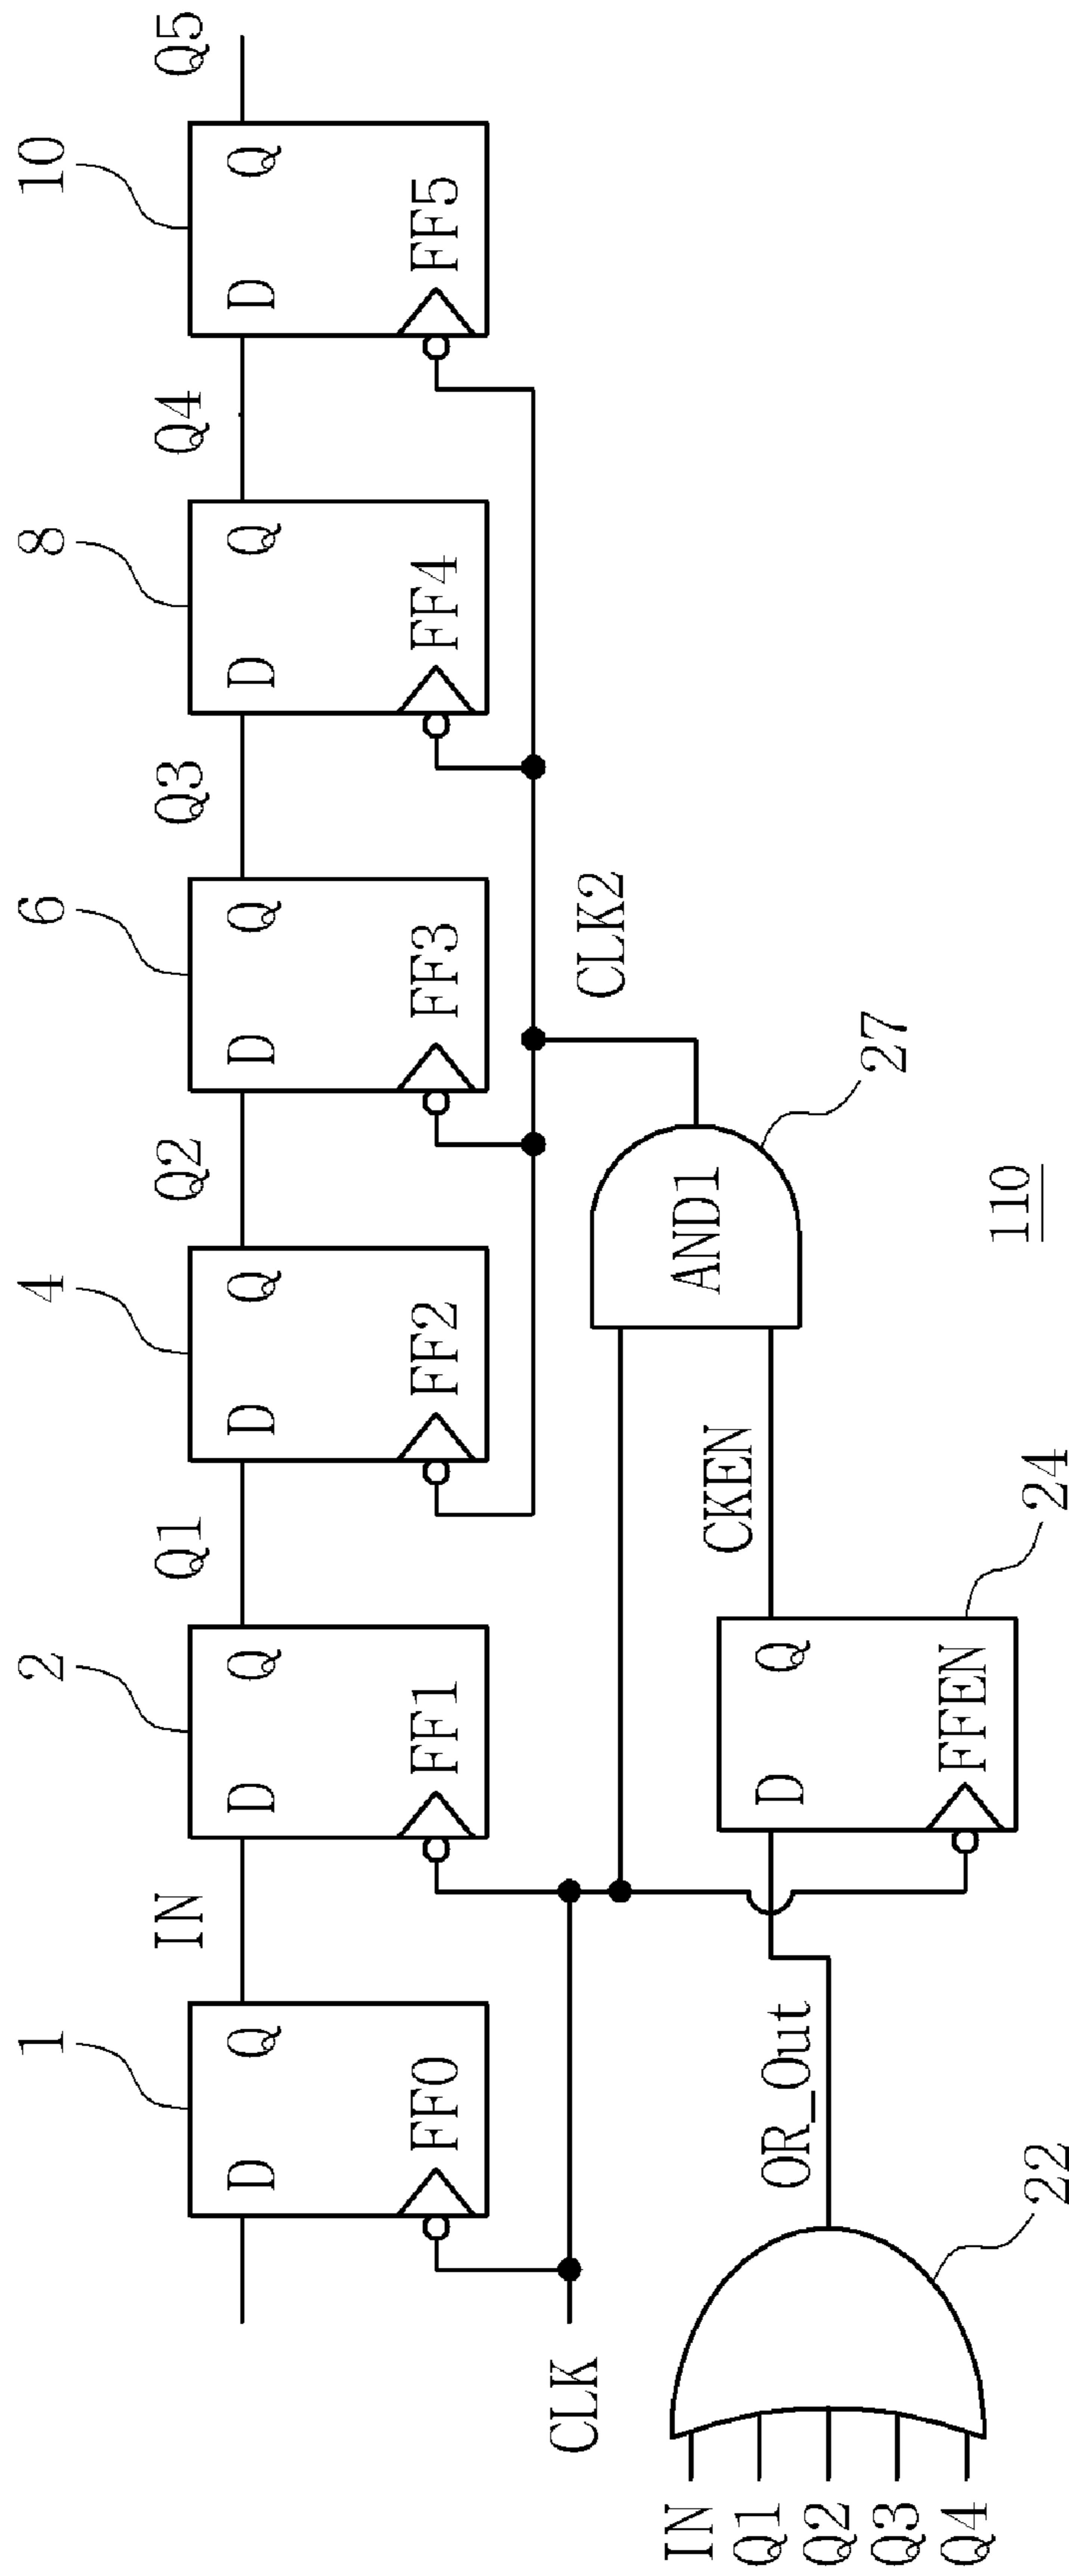 1
2
4
6
8
10
IN
Q1
Q2
Q3
Q4
Q5
D Q
FF0
D Q
FF1
D Q
FF2
D Q
FF3
D Q
FF4
D Q
FF5
CLK
CLK2
IN
Q1
Q2
Q3
Q4
22
OR_Out
D Q
FFEN
24
CKEN
AND1
27
110